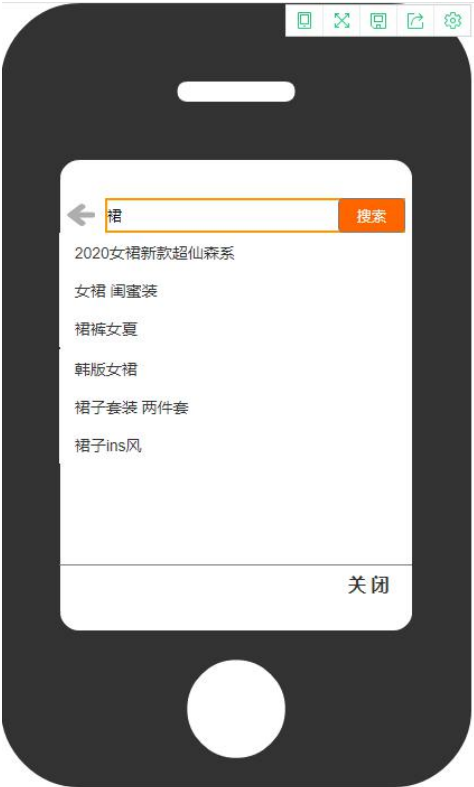 裙
搜索
2020女裙新款超仙森系
女裙 闺蜜装
裙裤女夏
韩版女裙
裙子套装 两件套
裙子ins风
关闭